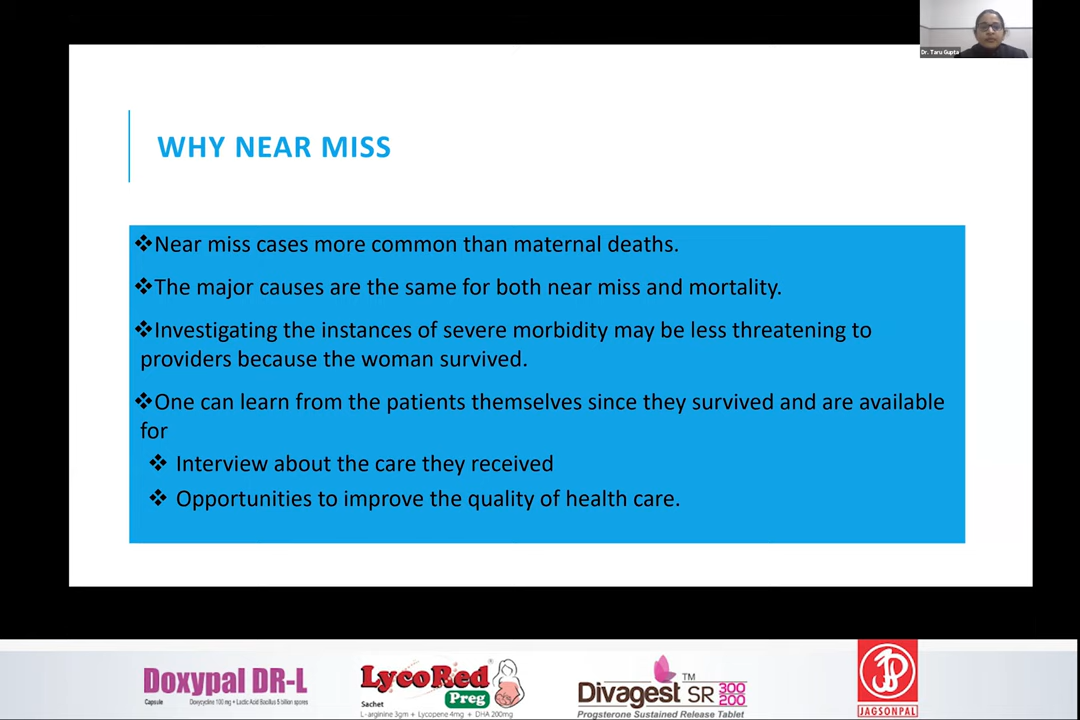 Dr. Taru Gupta
WHY NEAR MISS
❖Near miss cases more common than maternal deaths.
❖The major causes are the same for both near miss and mortality.
❖Investigating the instances of severe morbidity may be less threatening to
providers because the woman survived.
❖One can learn from the patients themselves since they survived and are available
for
❖ Interview about the care they received
❖ Opportunities to improve the quality of health care.
Doxypal DR-L
Capsule Doxycycline 100 mg + Lactic Acid Bacillus 5 billion spores
LycoRed®
Preg
Sachet
L-arginine 3gm + Lycopene 4mg + DHA 200mg
Divagest SR 300 200 TM
Progsterone Sustained Release Tablet
JAGSONPAL